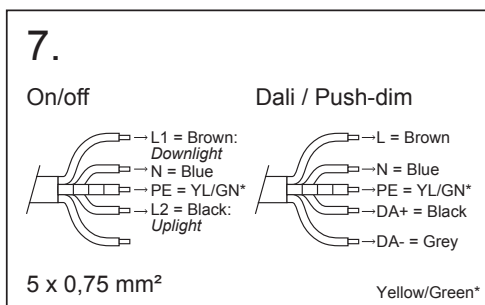 7.
On/off
L1 = Brown:
Downlight
N = Blue
PE = YL/GN*
L2 = Black:
Uplight
5 x 0,75 mm²
Dali / Push-dim
L = Brown
N = Blue
PE = YL/GN*
DA+ = Black
DA- = Grey
Yellow/Green*